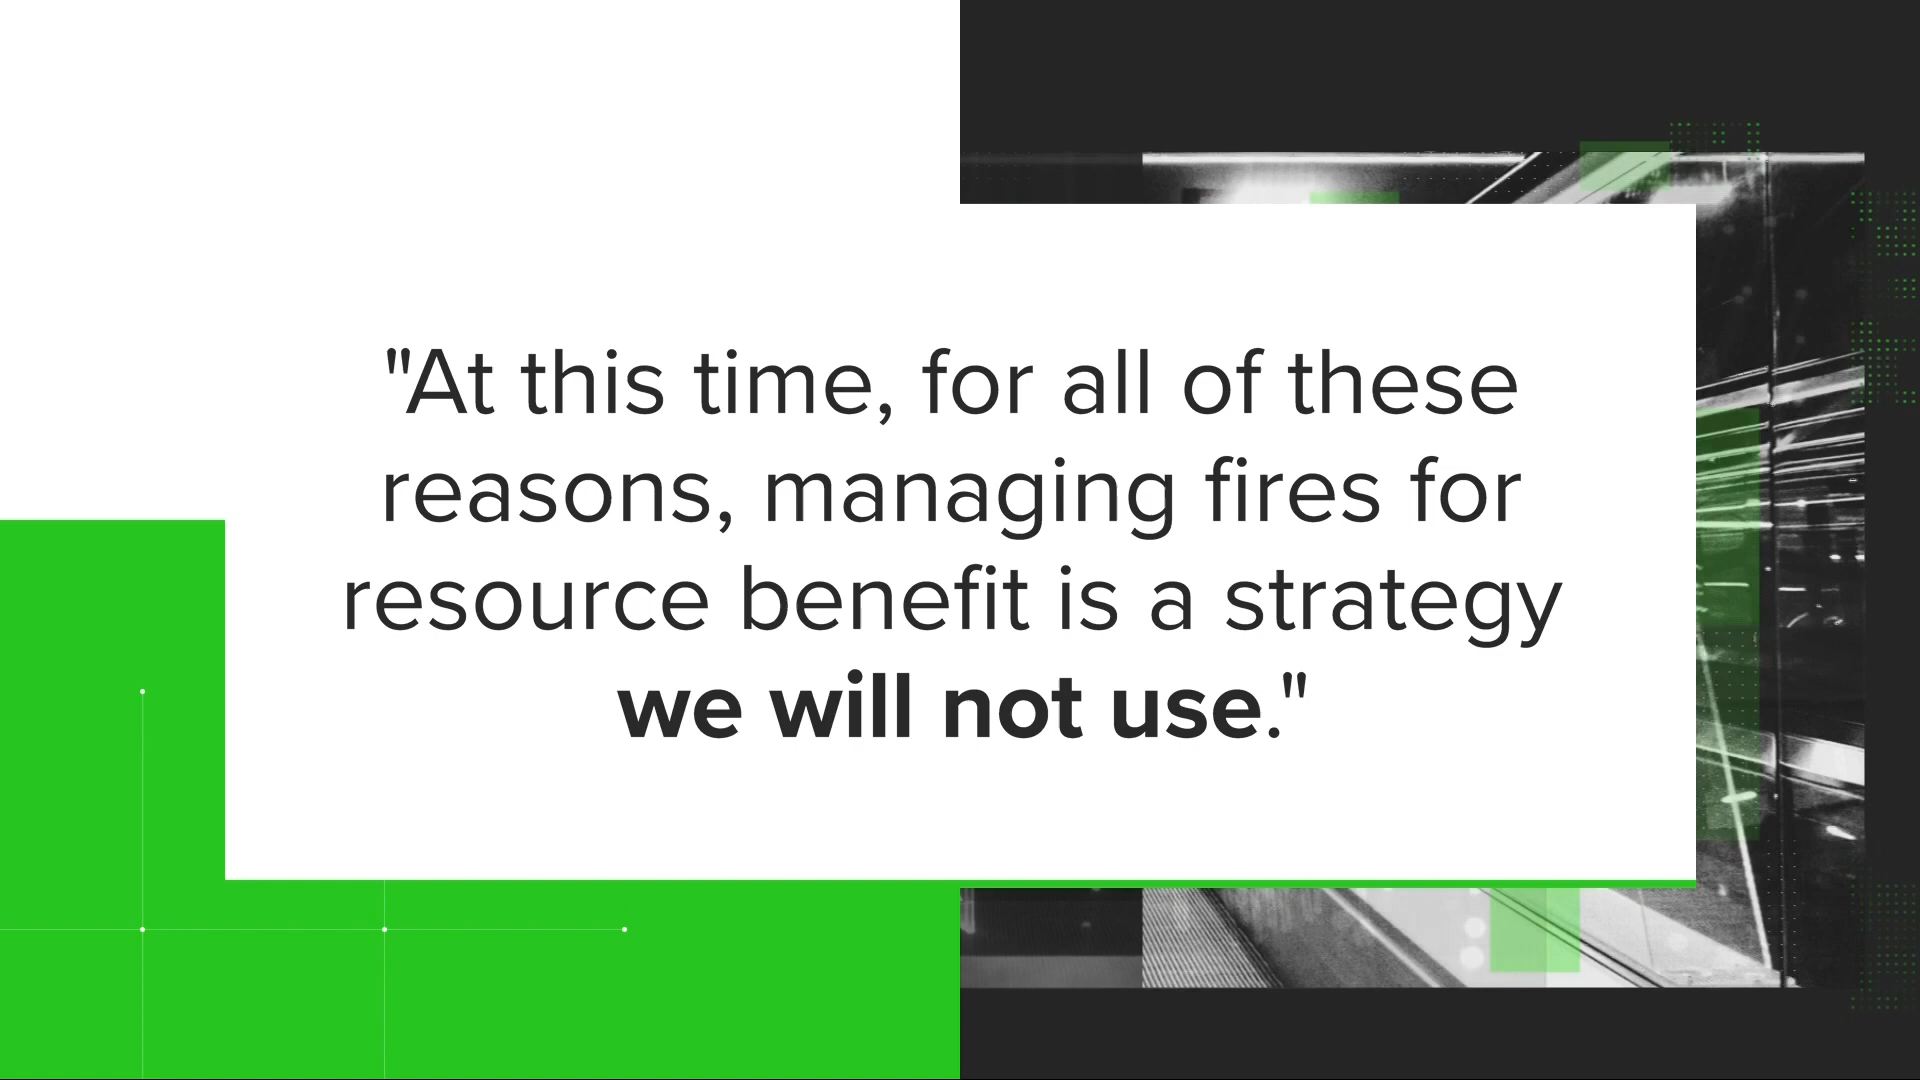 "At this time, for all of these
reasons, managing fires for
resource benefit is a strategy
we will not use."